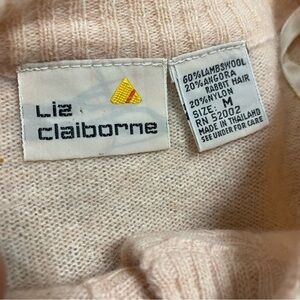 Liz
claiborne
60% LAMBSWOOL
20% ANGORA
RABBIT HAIR
20% NYLON
SIZE: M
RN 52002
MADE IN THAILAND
SEE UNDER FOR CARE